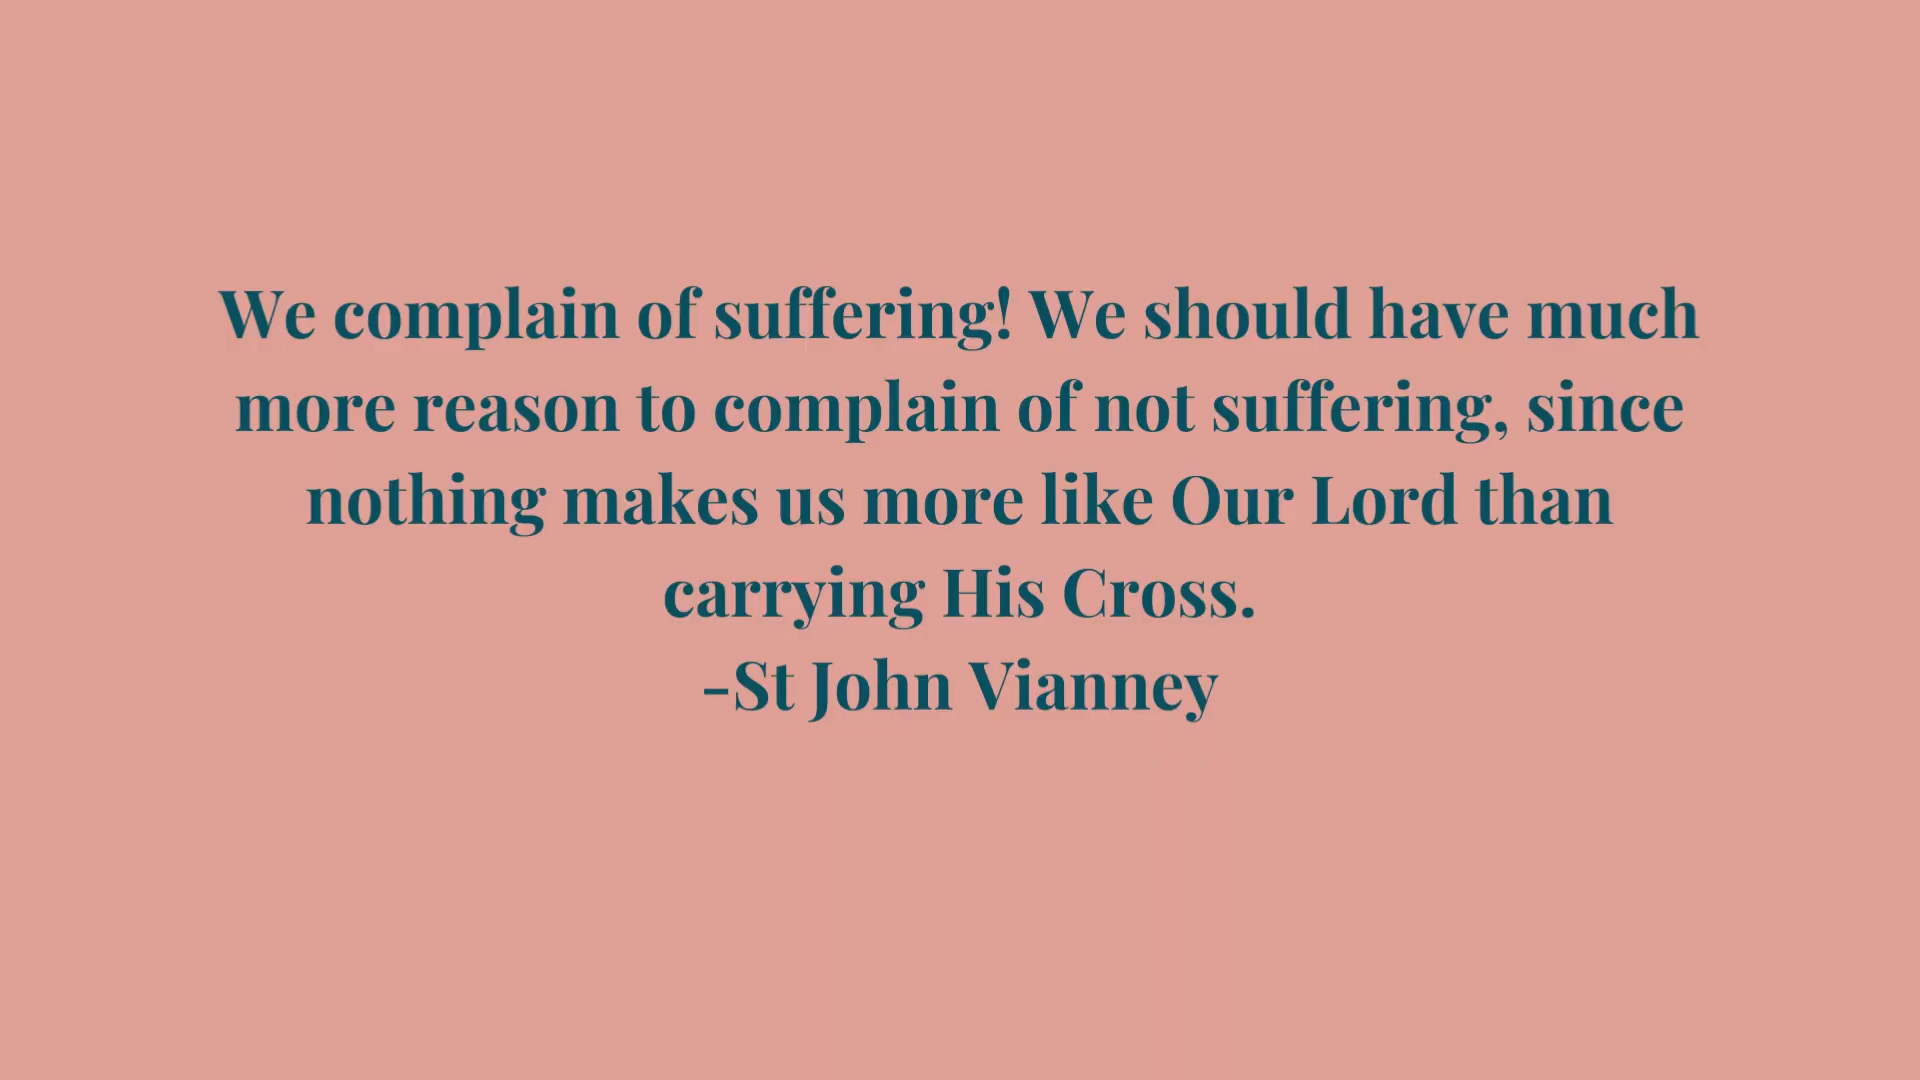 We complain of suffering! We should have much
more reason to complain of not suffering, since
nothing makes us more like Our Lord than
carrying His Cross.
-St John Vianney